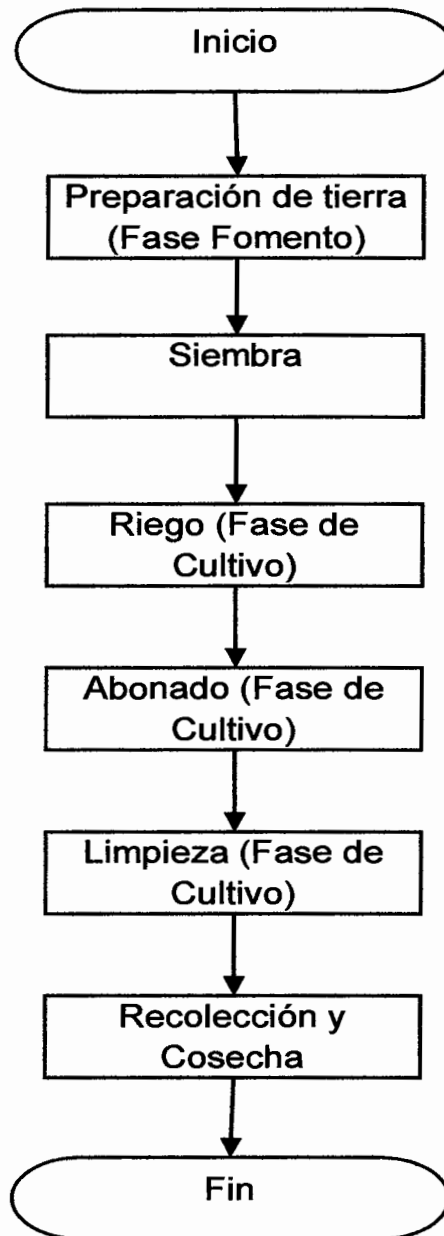 Inicio
Preparación de tierra
(Fase Fomento)
Siembra
Riego (Fase de
Cultivo)
Abonado (Fase de
Cultivo)
Limpieza (Fase de
Cultivo)
Recolección y
Cosecha
Fin